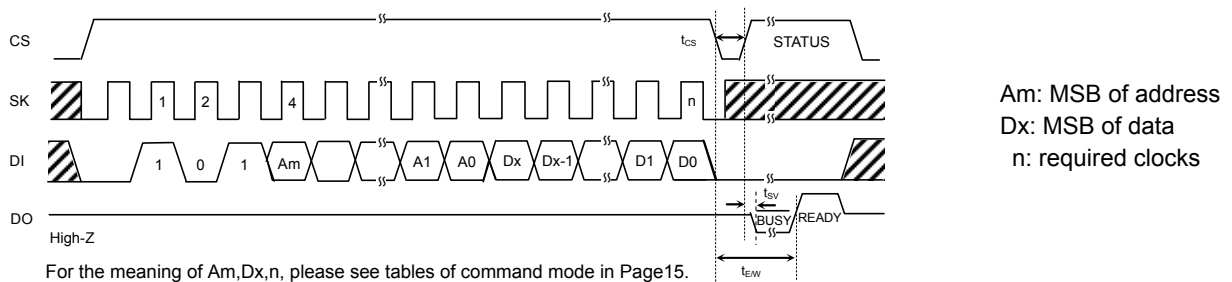 CS
tCS
STATUS
SK
1 2 4 n
DI
1 0 1 Am A1 A0 Dx Dx-1 D1 D0
tSV
DO
BUSY READY
High-Z
tE/W
For the meaning of Am,Dx,n, please see tables of command mode in Page15.
Am: MSB of address
Dx: MSB of data
n: required clocks